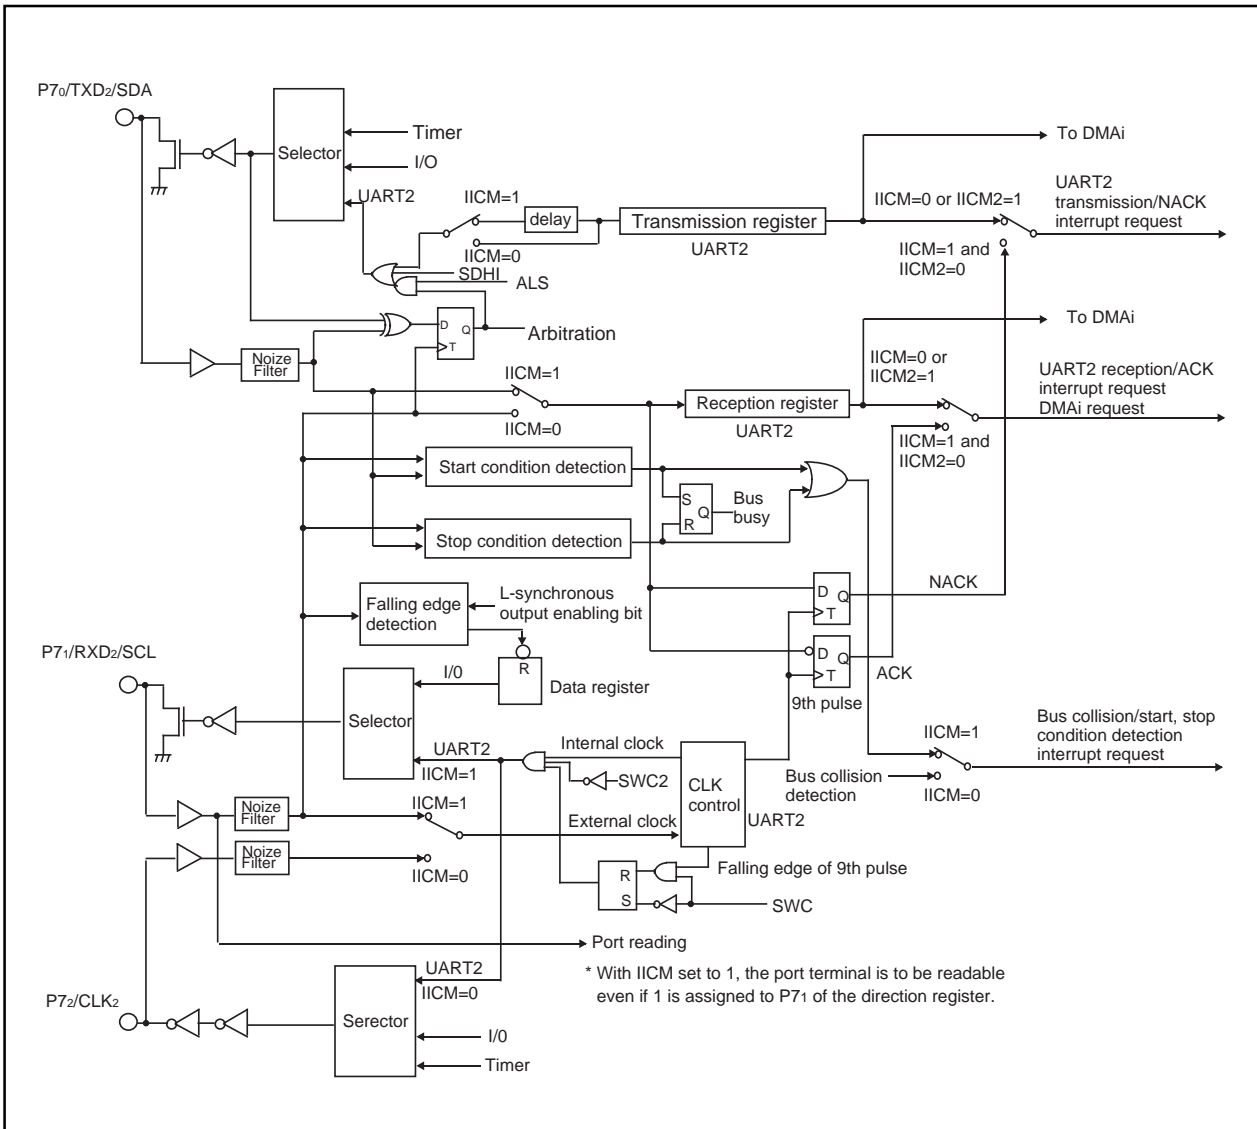 P70/TXD2/SDA
Selector
Timer
I/O
UART2
IICM=1
delay
IICM=0
SDHI
ALS
Transmission register
UART2
To DMAi
IICM=0 or IICM2=1
UART2
transmission/NACK
interrupt request
IICM=1 and
IICM2=0
D
Q
T
Arbitration
Noize
Filter
IICM=1
IICM=0
Reception register
UART2
To DMAi
IICM=0 or
IICM2=1
UART2 reception/ACK
interrupt request
DMAi request
IICM=1 and
IICM2=0
Start condition detection
S
Q
R
Bus
busy
Stop condition detection
Falling edge
detection
L-synchronous
output enabling bit
D
Q
T
NACK
D
Q
T
ACK
9th pulse
P71/RXD2/SCL
Selector
I/0
R
Data register
UART2
IICM=1
Internal clock
SWC2
CLK
control
UART2
Bus collision
detection
IICM=1
IICM=0
Bus collision/start, stop
condition detection
interrupt request
Noize
Filter
IICM=1
External clock
Noize
Filter
IICM=0
R
S
Falling edge of 9th pulse
SWC
Port reading
* With IICM set to 1, the port terminal is to be readable
even if 1 is assigned to P71 of the direction register.
P72/CLK2
Serector
UART2
IICM=0
I/0
Timer